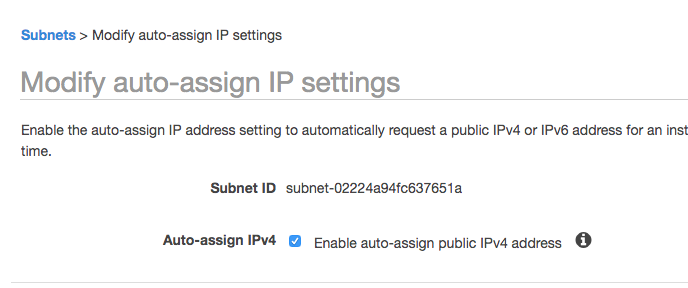 Subnets > Modify auto-assign IP settings
Modify auto-assign IP settings
Enable the auto-assign IP address setting to automatically request a public IPv4 or IPv6 address for an inst
time.
Subnet ID subnet-02224a94fc637651a
Auto-assign IPv4 Enable auto-assign public IPv4 address